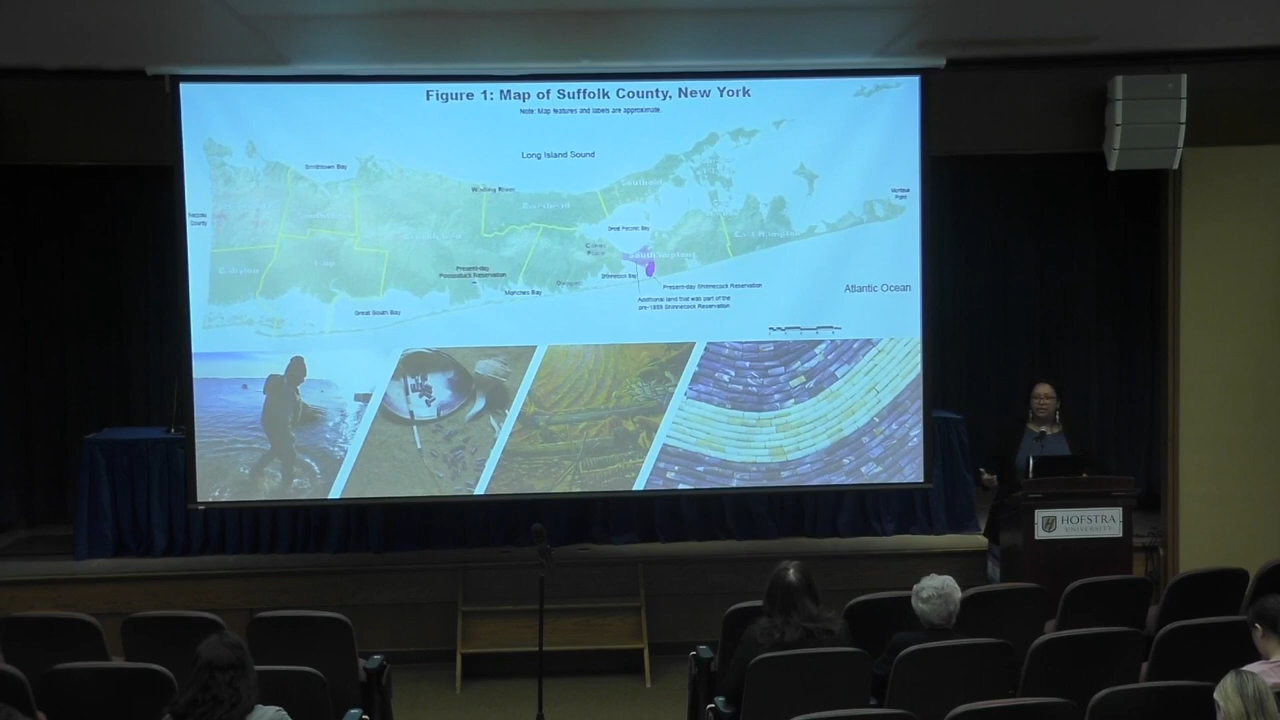 Figure 1: Map of Suffolk County, New York
Note: Map features and labels are approximate.
Long Island Sound
Smithtown Bay
Wading River
Southold
Montauk
Point
Nassau
County
Riverhead
Great Peconic Bay
East Hampton
Southampton
Babylon
Islip
Present-day
Poospatuck Reservation
Shinnecock Bay
Present-day Shinnecock Reservation
Moriches Bay
Additional land that was part of the
pre-1859 Shinnecock Reservation
Atlantic Ocean
Great South Bay
HOFSTRA
UNIVERSITY